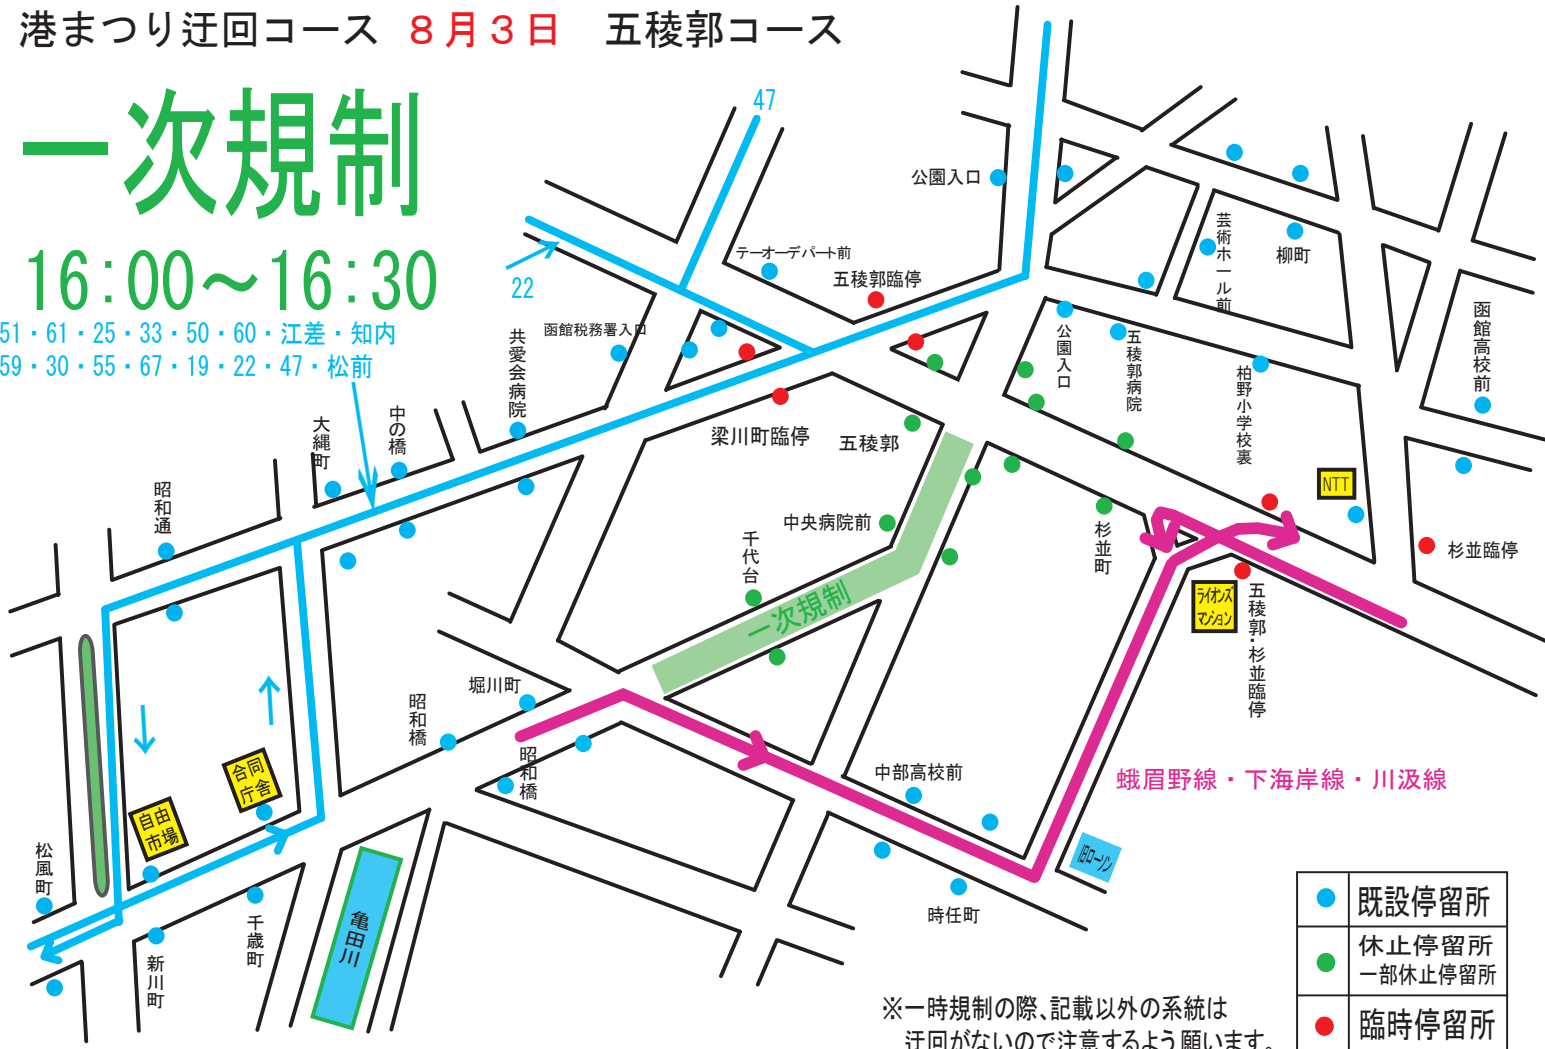 港まつり迂回コース ８月３日 五稜郭コース
一次規制
16:00～16:30
51・61・25・33・50・60・江差・知内
59・30・55・67・19・22・47・松前
47
22
公園入口
テーオーデパート前
五稜郭臨停
函館税務署入口
共愛会病院
芸術ホール前
柳町
函館高校前
公園入口
五稜郭病院
柏野小学校裏
大縄町
中の橋
梁川町臨停
五稜郭
NTT
昭和通
中央病院前
千代台
杉並町
杉並臨停
一次規制
ライオンズ
マンション
五稜郭・杉並臨停
堀川町
昭和橋
昭和橋
中部高校前
蛾眉野線・下海岸線・川汲線
合同
庁舎
自由
市場
松風町
旧ローソン
時任町
千歳町
亀田川
新川町
既設停留所
休止停留所
一部休止停留所
臨時停留所
※一時規制の際、記載以外の系統は
迂回がないので注意するよう願います。